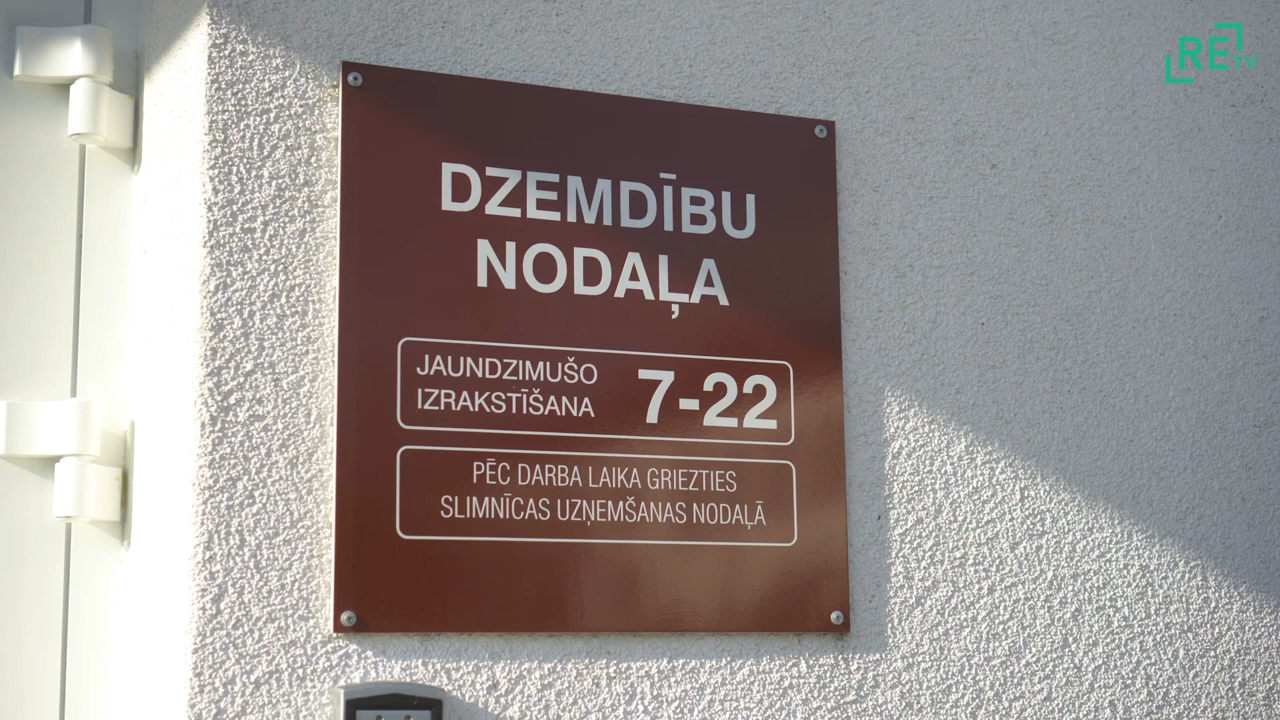 RE TV
DZEMDĪBU
NODAĻA
JAUNDZIMUŠO
IZRAKSTĪŠANA
7-22
PĒC DARBA LAIKA GRIEZTIES
SLIMNĪCAS UZŅEMŠANAS NODAĻĀ